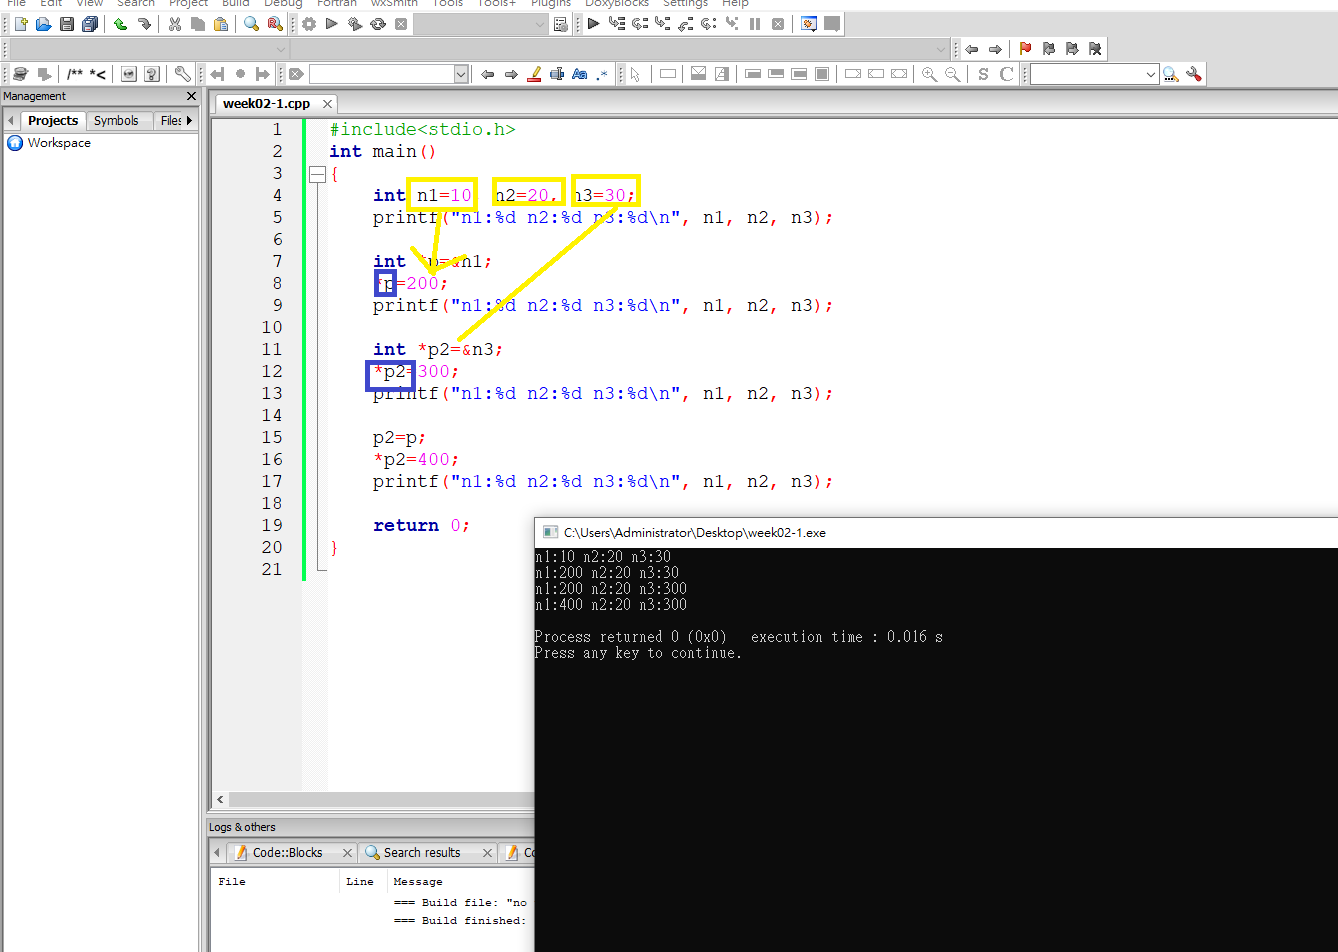 File Edit View Search Project Build Debug Fortran wxSmith Tools Tools+ Plugins DoxyBlocks Settings Help
/** *<
Aa .*
S C
Management
Projects Symbols Files
Workspace
week02-1.cpp
1 #include<stdio.h>
2 int main()
3 {
4 int n1=10 n2=20, n3=30;
5 printf("n1:%d n2:%d n3:%d\n", n1, n2, n3);
6
7 int *p=&n1;
8 *p=200;
9 printf("n1:%d n2:%d n3:%d\n", n1, n2, n3);
10
11 int *p2=&n3;
12 *p2=300;
13 printf("n1:%d n2:%d n3:%d\n", n1, n2, n3);
14
15 p2=p;
16 *p2=400;
17 printf("n1:%d n2:%d n3:%d\n", n1, n2, n3);
18
19 return 0;
20 }
21
C:\Users\Administrator\Desktop\week02-1.exe
n1:10 n2:20 n3:30
n1:200 n2:20 n3:30
n1:200 n2:20 n3:300
n1:400 n2:20 n3:300
Process returned 0 (0x0) execution time : 0.016 s
Press any key to continue.
Logs & others
Code::Blocks Search results
File Line Message
=== Build file: "no
=== Build finished: